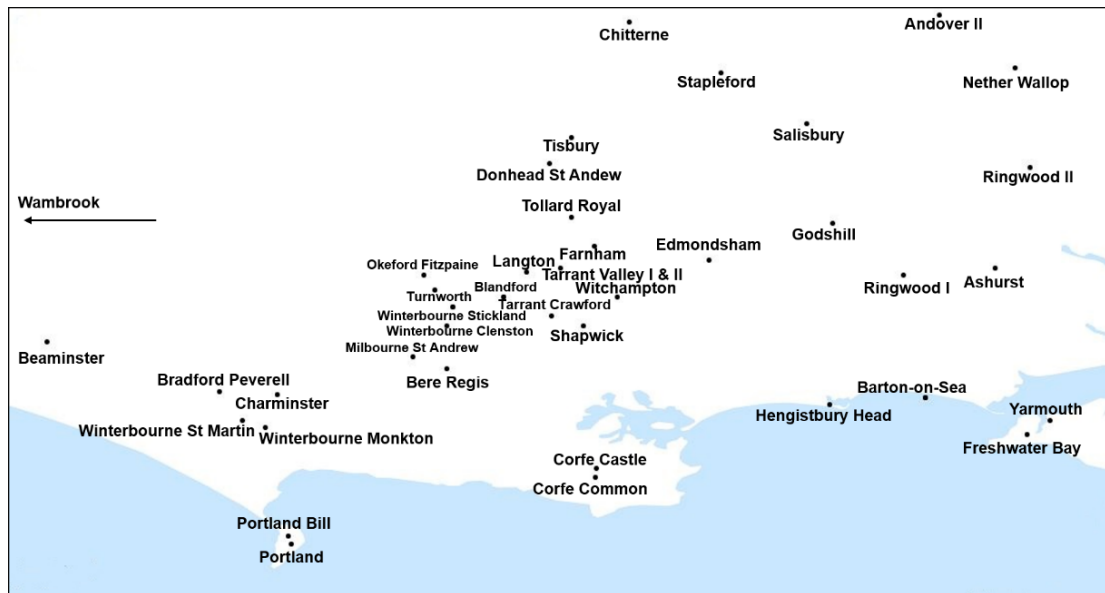 Andover II
Chitterne
Stapleford
Nether Wallop
Salisbury
Tisbury
Donhead St Andew
Ringwood II
Wambrook
Tollard Royal
Godshill
Edmondsham
Farnham
Langton
Okeford Fitzpaine
Tarrant Valley I & II
Ashurst
Ringwood I
Blandford
Witchampton
Turnworth
Tarrant Crawford
Winterbourne Stickland
Winterbourne Clenston
Shapwick
Milbourne St Andrew
Beaminster
Bradford Peverell
Bere Regis
Barton-on-Sea
Charminster
Hengistbury Head
Yarmouth
Winterbourne St Martin
Winterbourne Monkton
Freshwater Bay
Corfe Castle
Corfe Common
Portland Bill
Portland